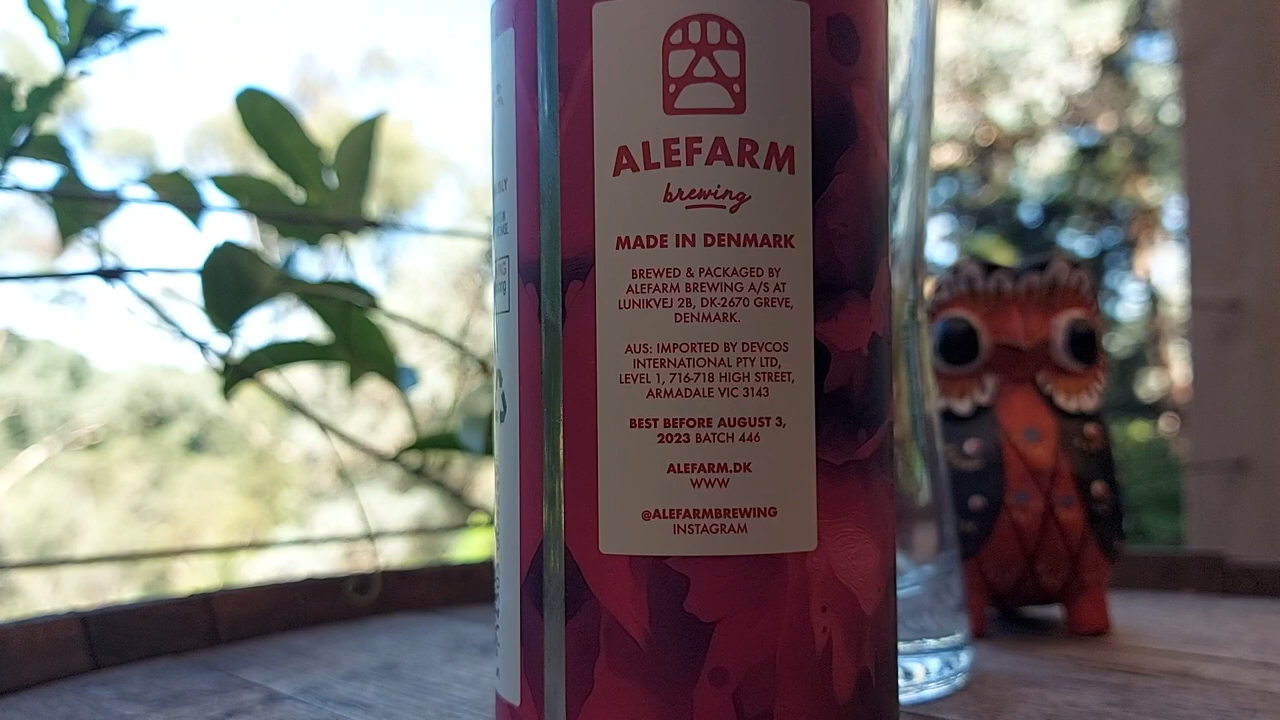 ALEFARM
brewing
MADE IN DENMARK
BREWED & PACKAGED BY
ALEFARM BREWING A/S AT
LUNIKVEJ 2B, DK-2670 GREVE,
DENMARK.
AUS: IMPORTED BY DEVCOS
INTERNATIONAL PTY LTD,
LEVEL 1, 716-718 HIGH STREET,
ARMADALE VIC 3143
BEST BEFORE AUGUST 3,
2023 BATCH 446
ALEFARM.DK
WWW
@ALEFARMBREWING
INSTAGRAM